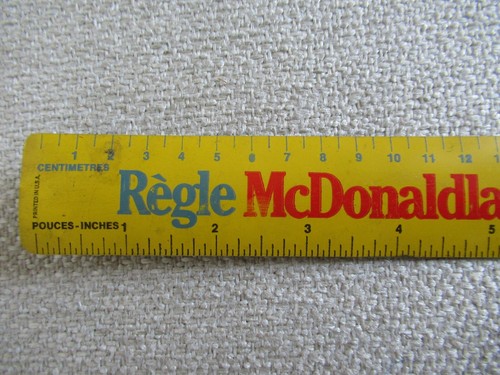 1 2 3 4 5 6 7 8 9 10 11 12
CENTIMETRES
PRINTED IN U.S.A.
Règle McDonaldla
POUCES-INCHES 1 2 3 4 5